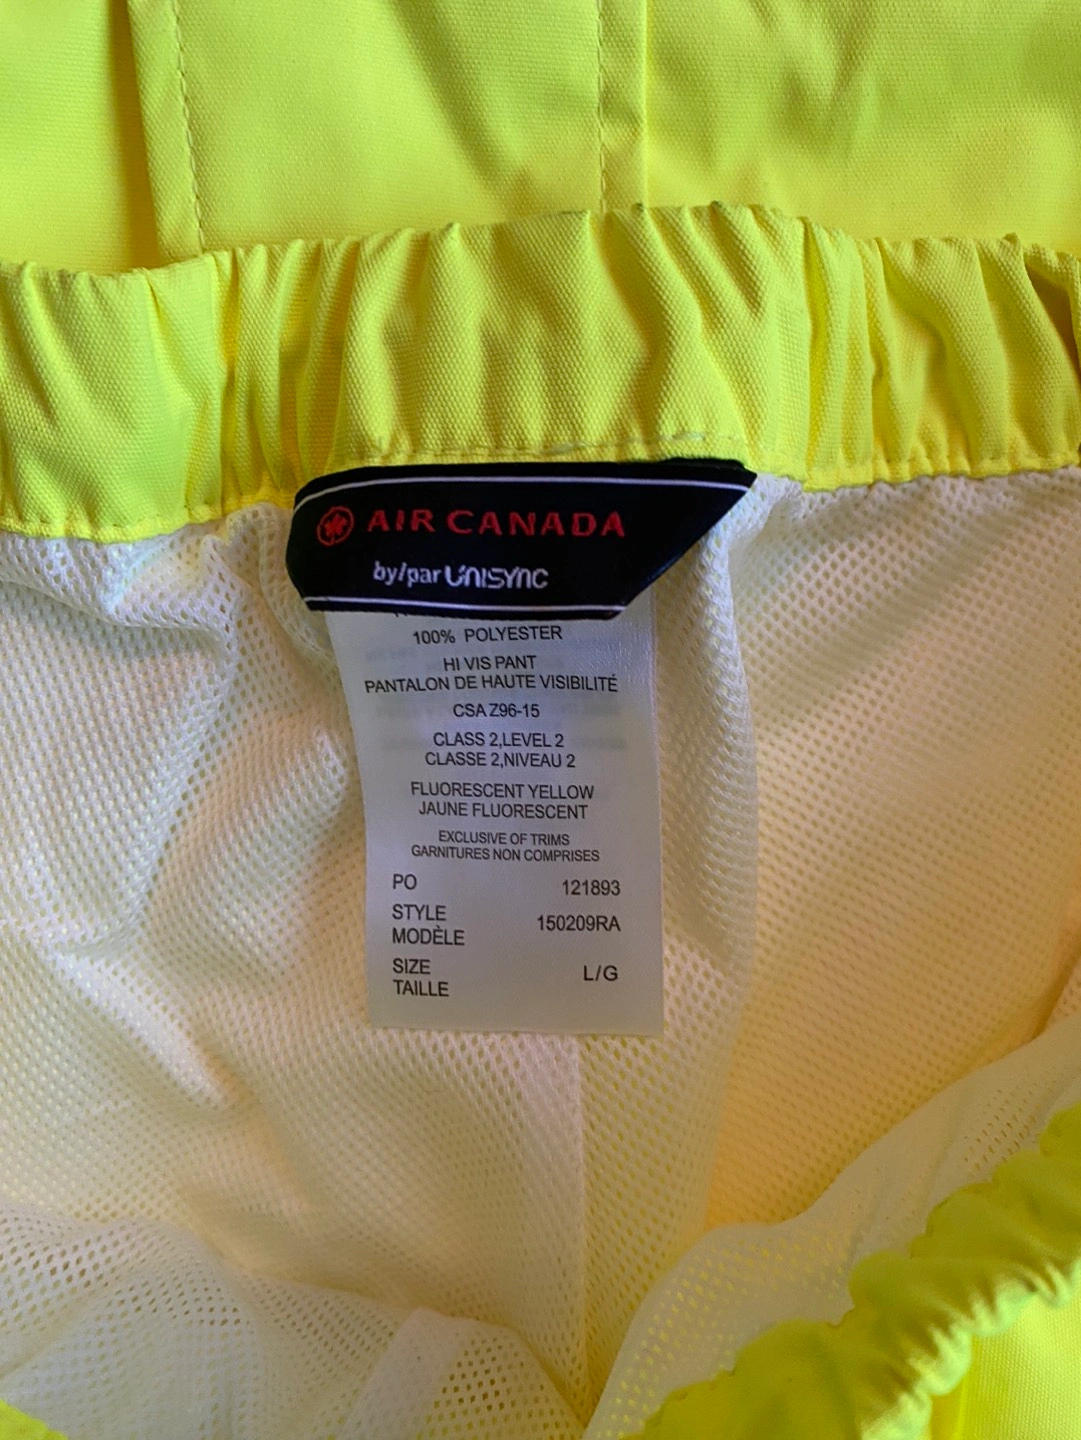 AIR CANADA
by/par UNISYNC
100% POLYESTER
HI VIS PANT
PANTALON DE HAUTE VISIBILITÉ
CSA Z96-15
CLASS 2,LEVEL 2
CLASSE 2,NIVEAU 2
FLUORESCENT YELLOW
JAUNE FLUORESCENT
EXCLUSIVE OF TRIMS
GARNITURES NON COMPRISES
PO 121893
STYLE
MODÈLE 150209RA
SIZE
TAILLE L/G